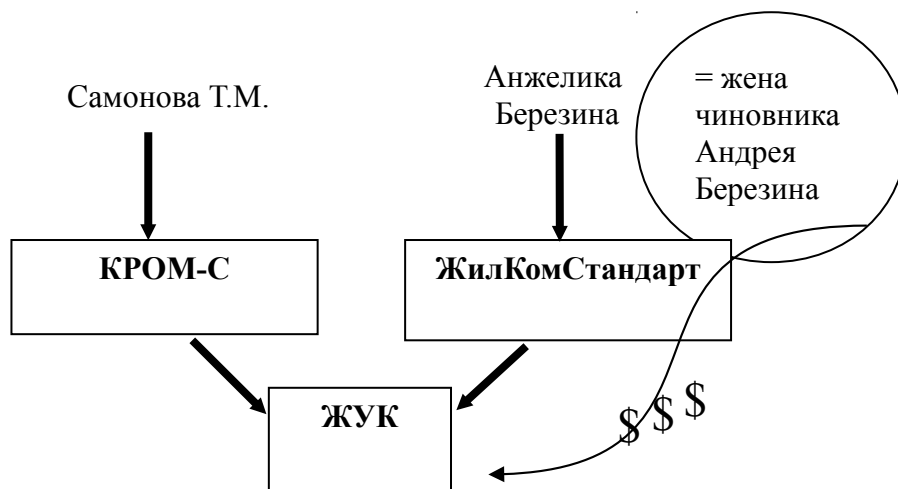 Самонова Т.М.
Анжелика
Березина
= жена
чиновника
Андрея
Березина
КРОМ-С
ЖилКомСтандарт
ЖУК
$ $ $